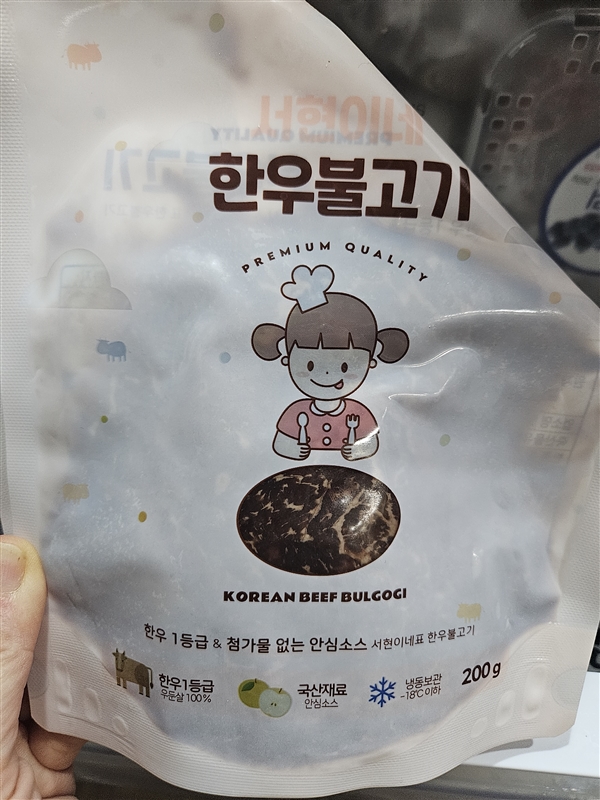 한우불고기
PREMIUM QUALITY
KOREAN BEEF BULGOGI
한우 1등급 & 첨가물 없는 안심소스 서현이네표 한우불고기
한우1등급
우둔살 100%
국산재료
안심소스
냉동보관
-18℃ 이하
200g